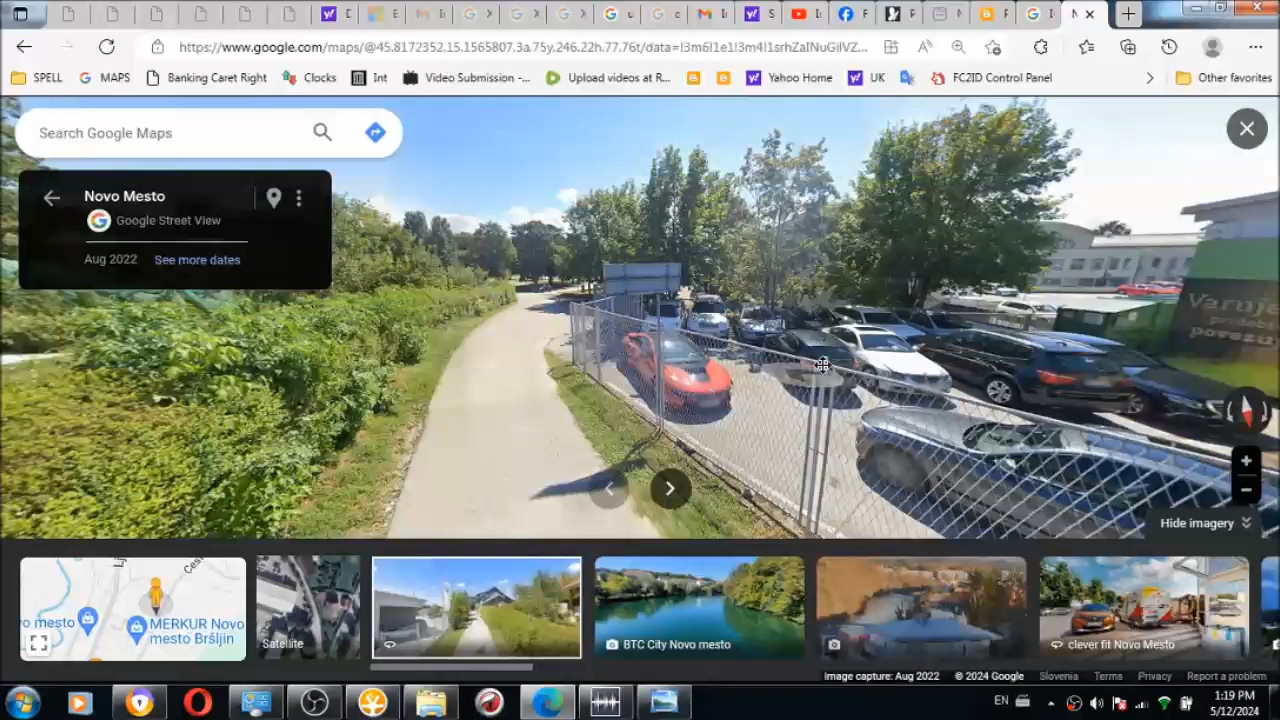 https://www.google.com/maps/@45.8172352,15.1565807,3a,75y,246.22h,77.76t/data=!3m6!1e1!3m4!1srhZaINuGilVZ...
SPELL
MAPS
Banking Caret Right
Clocks
Int
Video Submission -...
Upload videos at R...
Yahoo Home
UK
FC2ID Control Panel
Other favorites
Search Google Maps
Novo Mesto
Google Street View
Aug 2022 See more dates
Varuje
povezu
Hide imagery
vo mesto
MERKUR Novo
mesto Bršljin
Satellite
BTC City Novo mesto
clever fit Novo Mesto
Image capture: Aug 2022 © 2024 Google Slovenia Terms Privacy Report a problem
EN
1:19 PM
5/12/2024